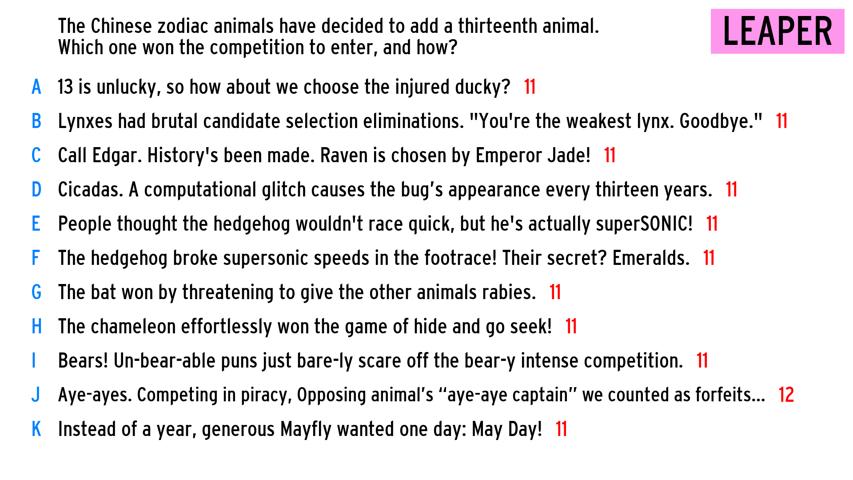 The Chinese zodiac animals have decided to add a thirteenth animal.
Which one won the competition to enter, and how?
LEAPER
A 13 is unlucky, so how about we choose the injured ducky? 11
B Lynxes had brutal candidate selection eliminations. "You're the weakest lynx. Goodbye." 11
C Call Edgar. History's been made. Raven is chosen by Emperor Jade! 11
D Cicadas. A computational glitch causes the bug's appearance every thirteen years. 11
E People thought the hedgehog wouldn't race quick, but he's actually superSONIC! 11
F The hedgehog broke supersonic speeds in the footrace! Their secret? Emeralds. 11
G The bat won by threatening to give the other animals rabies. 11
H The chameleon effortlessly won the game of hide and go seek! 11
I Bears! Un-bear-able puns just bare-ly scare off the bear-y intense competition. 11
J Aye-ayes. Competing in piracy, Opposing animal's “aye-aye captain” we counted as forfeits... 12
K Instead of a year, generous Mayfly wanted one day: May Day! 11